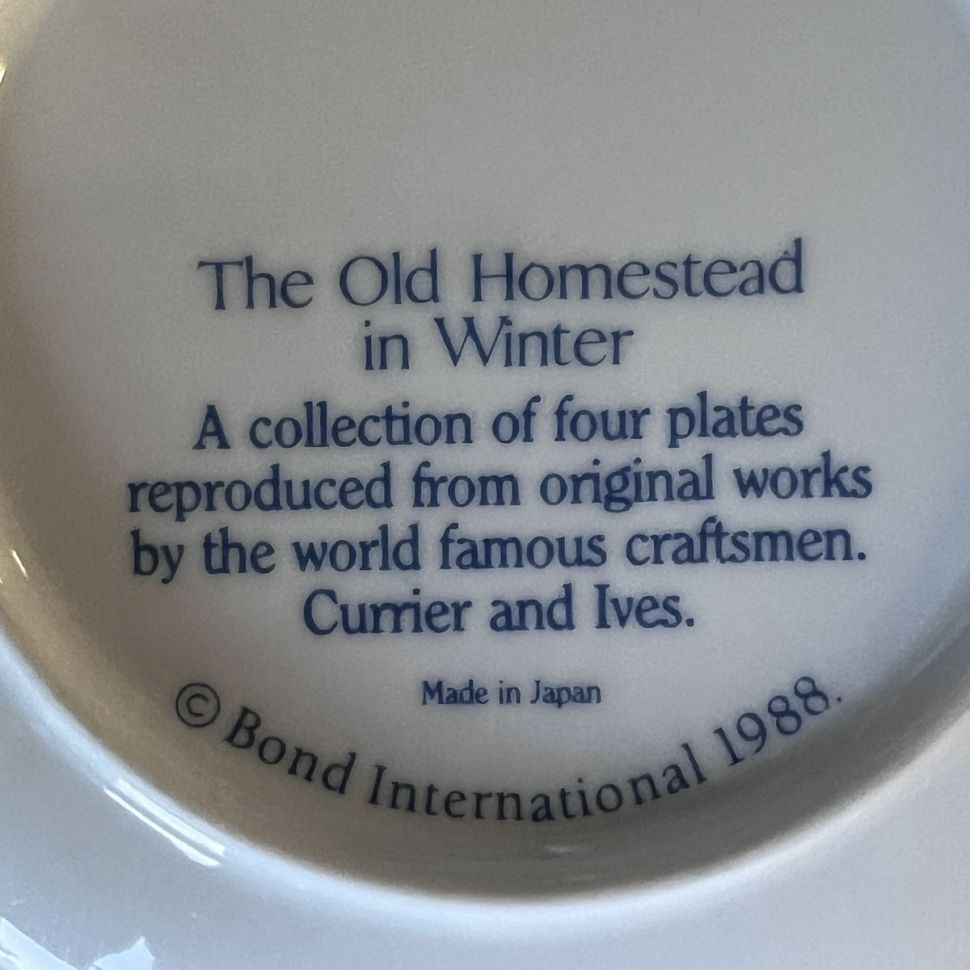 The Old Homestead
in Winter
A collection of four plates
reproduced from original works
by the world famous craftsmen.
Currier and Ives.
Made in Japan
© Bond International 1988.